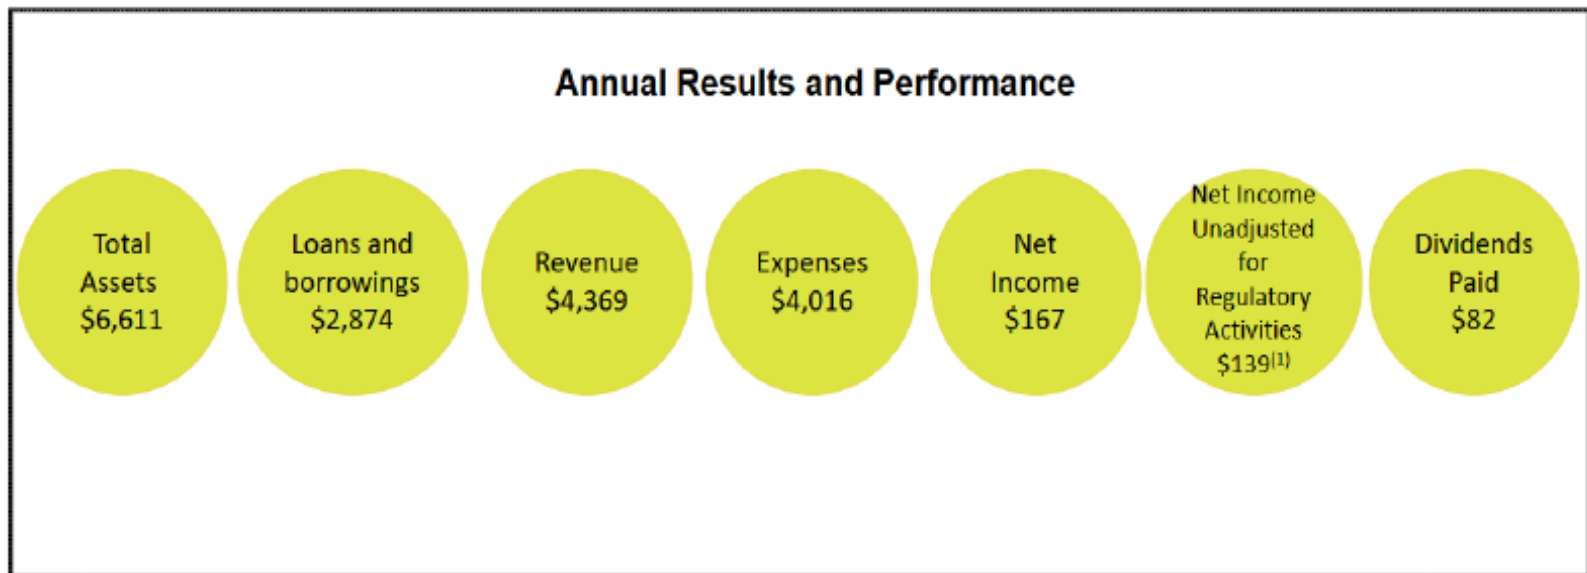 Annual Results and Performance
Total
Assets
$6,611
Loans and
borrowings
$2,874
Revenue
$4,369
Expenses
$4,016
Net
Income
$167
Net Income
Unadjusted
for
Regulatory
Activities
$139(1)
Dividends
Paid
$82